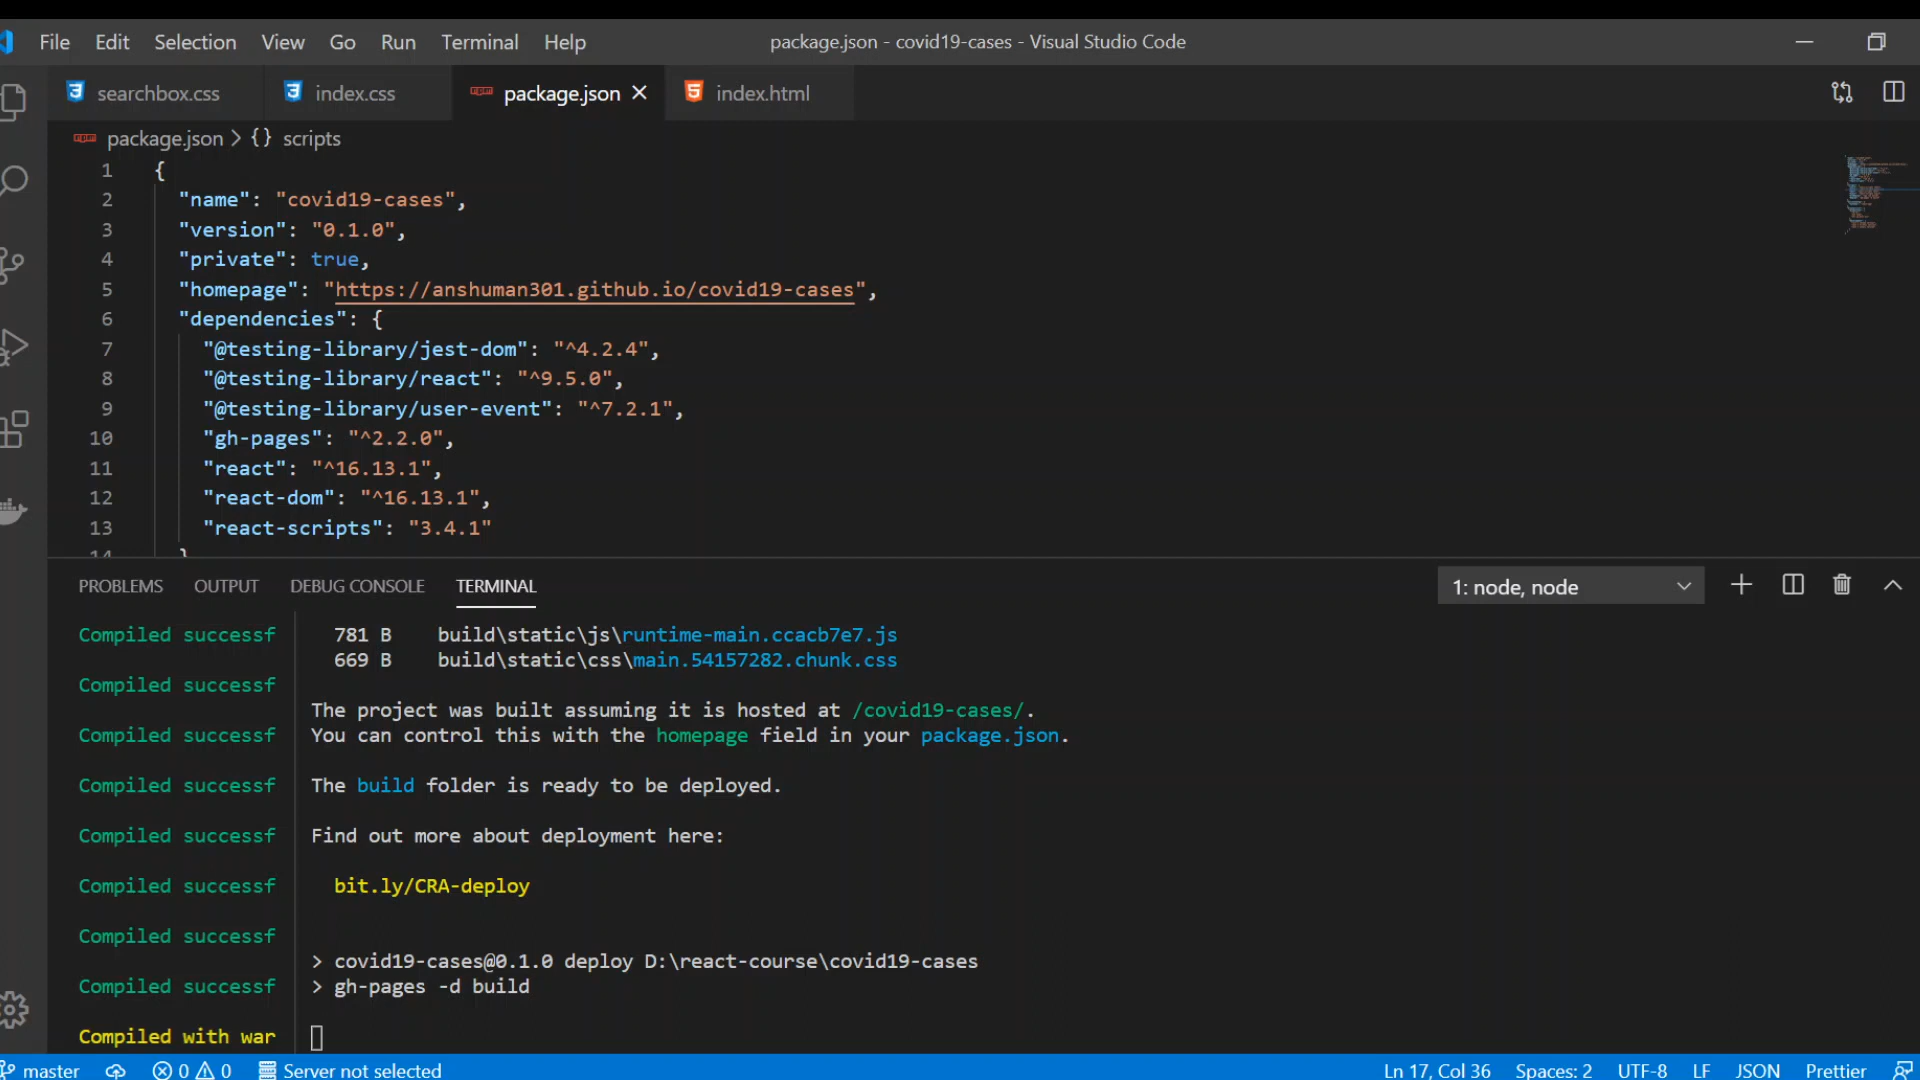 File Edit Selection View Go Run Terminal Help package.json - covid19-cases - Visual Studio Code
searchbox.css index.css package.json index.html
package.json > {} scripts
1 {
2 "name": "covid19-cases",
3 "version": "0.1.0",
4 "private": true,
5 "homepage": "https://anshuman301.github.io/covid19-cases",
6 "dependencies": {
7 "@testing-library/jest-dom": "^4.2.4",
8 "@testing-library/react": "^9.5.0",
9 "@testing-library/user-event": "^7.2.1",
10 "gh-pages": "^2.2.0",
11 "react": "^16.13.1",
12 "react-dom": "^16.13.1",
13 "react-scripts": "3.4.1"
14 }
PROBLEMS OUTPUT DEBUG CONSOLE TERMINAL 1: node, node
Compiled successf
Compiled successf
Compiled successf
Compiled successf
Compiled successf
Compiled successf
Compiled successf
Compiled successf
Compiled with war
781 B build\static\js\runtime-main.ccacb7e7.js
669 B build\static\css\main.54157282.chunk.css
The project was built assuming it is hosted at /covid19-cases/.
You can control this with the homepage field in your package.json.
The build folder is ready to be deployed.
Find out more about deployment here:
bit.ly/CRA-deploy
> covid19-cases@0.1.0 deploy D:\react-course\covid19-cases
> gh-pages -d build
master 0 0 Server not selected Ln 17, Col 36 Spaces: 2 UTF-8 LF JSON Prettier